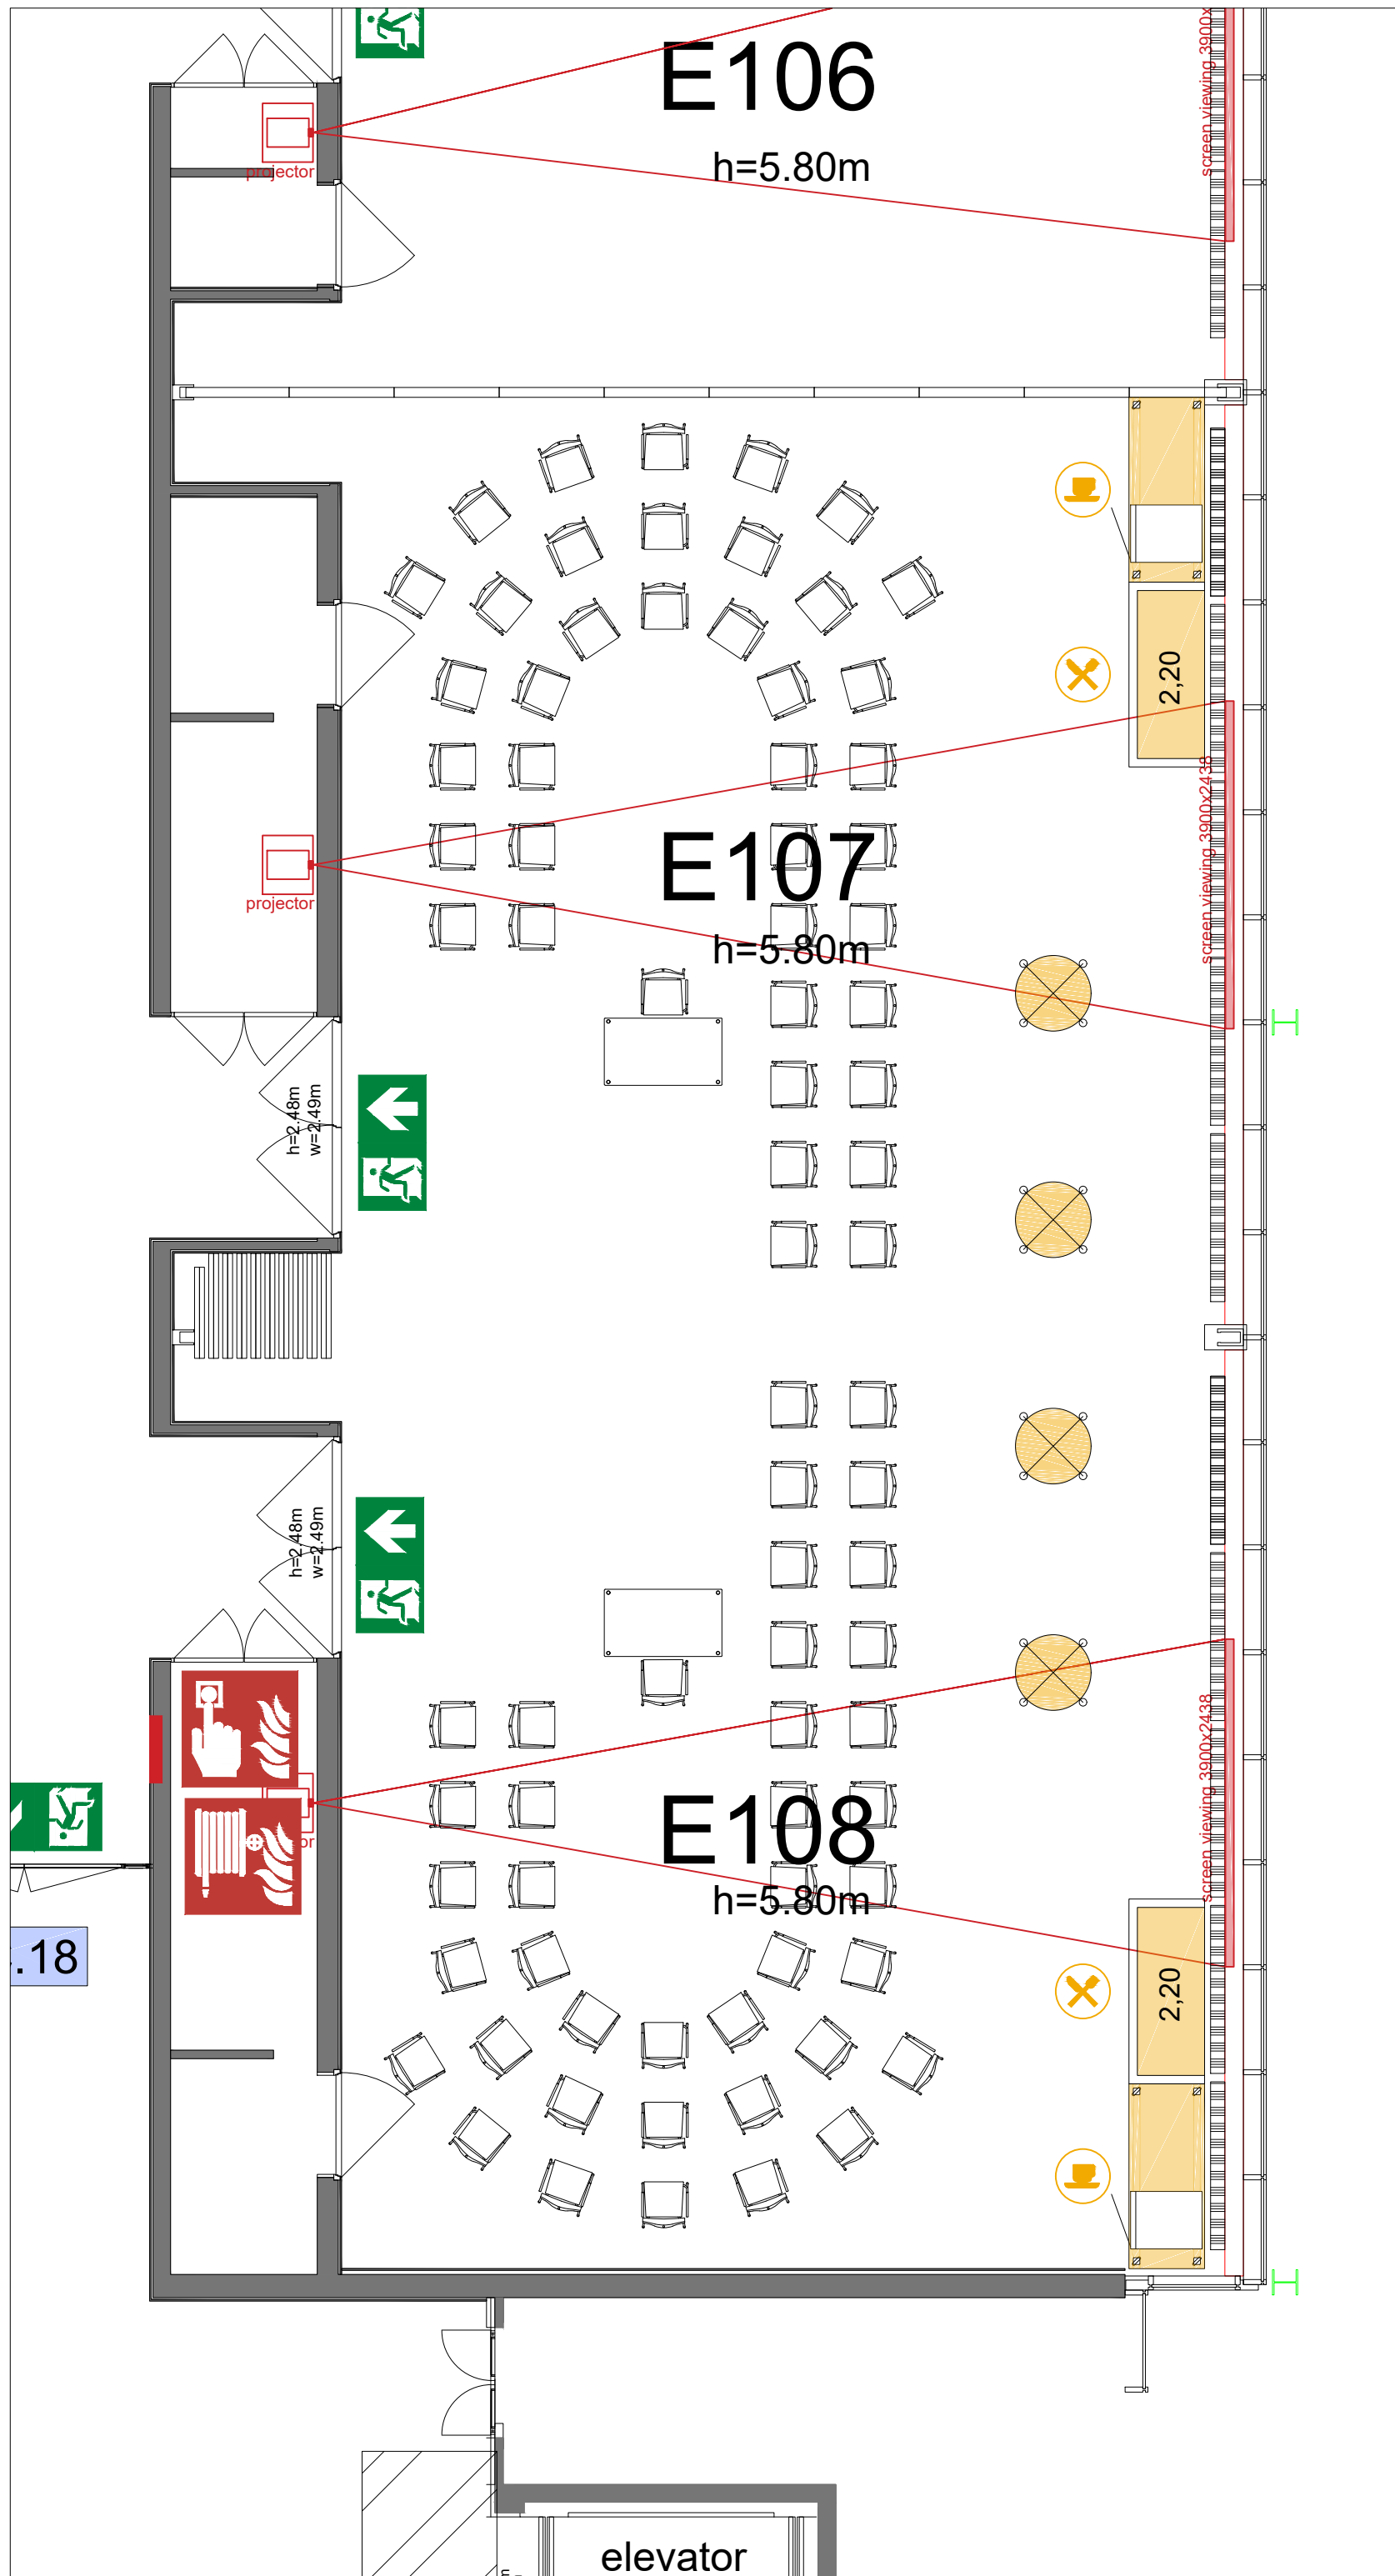 E106
h=5.80m
projector
screen viewing 3900x
2,20
E107
h=5.80m
projector
screen viewing 3900x2438
h=2.48m
w=2.49m
h=2.48m
w=2.49m
E108
h=5.80m
screen viewing 3900x2438
2,20
.18
elevator